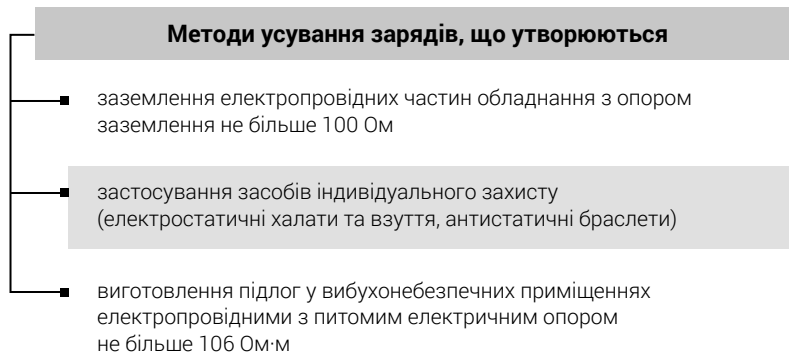 Методи усування зарядів, що утворюються
заземлення електропровідних частин обладнання з опором
заземлення не більше 100 Ом
застосування засобів індивідуального захисту
(електростатичні халати та взуття, антистатичні браслети)
виготовлення підлог у вибухонебезпечних приміщеннях
електропровідними з питомим електричним опором
не більше 106 Ом·м